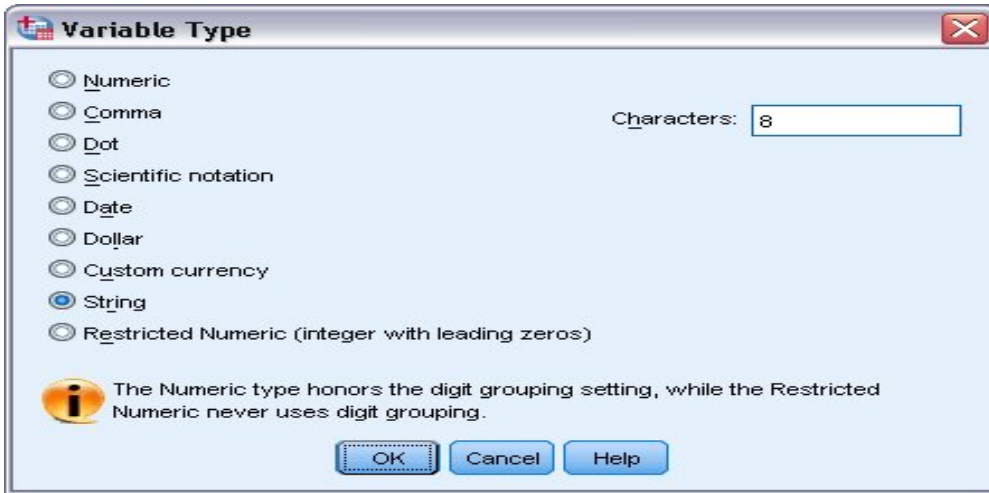 Variable Type
Numeric
Comma
Characters: 8
Dot
Scientific notation
Date
Dollar
Custom currency
String
Restricted Numeric (integer with leading zeros)
The Numeric type honors the digit grouping setting, while the Restricted
Numeric never uses digit grouping.
OK Cancel Help